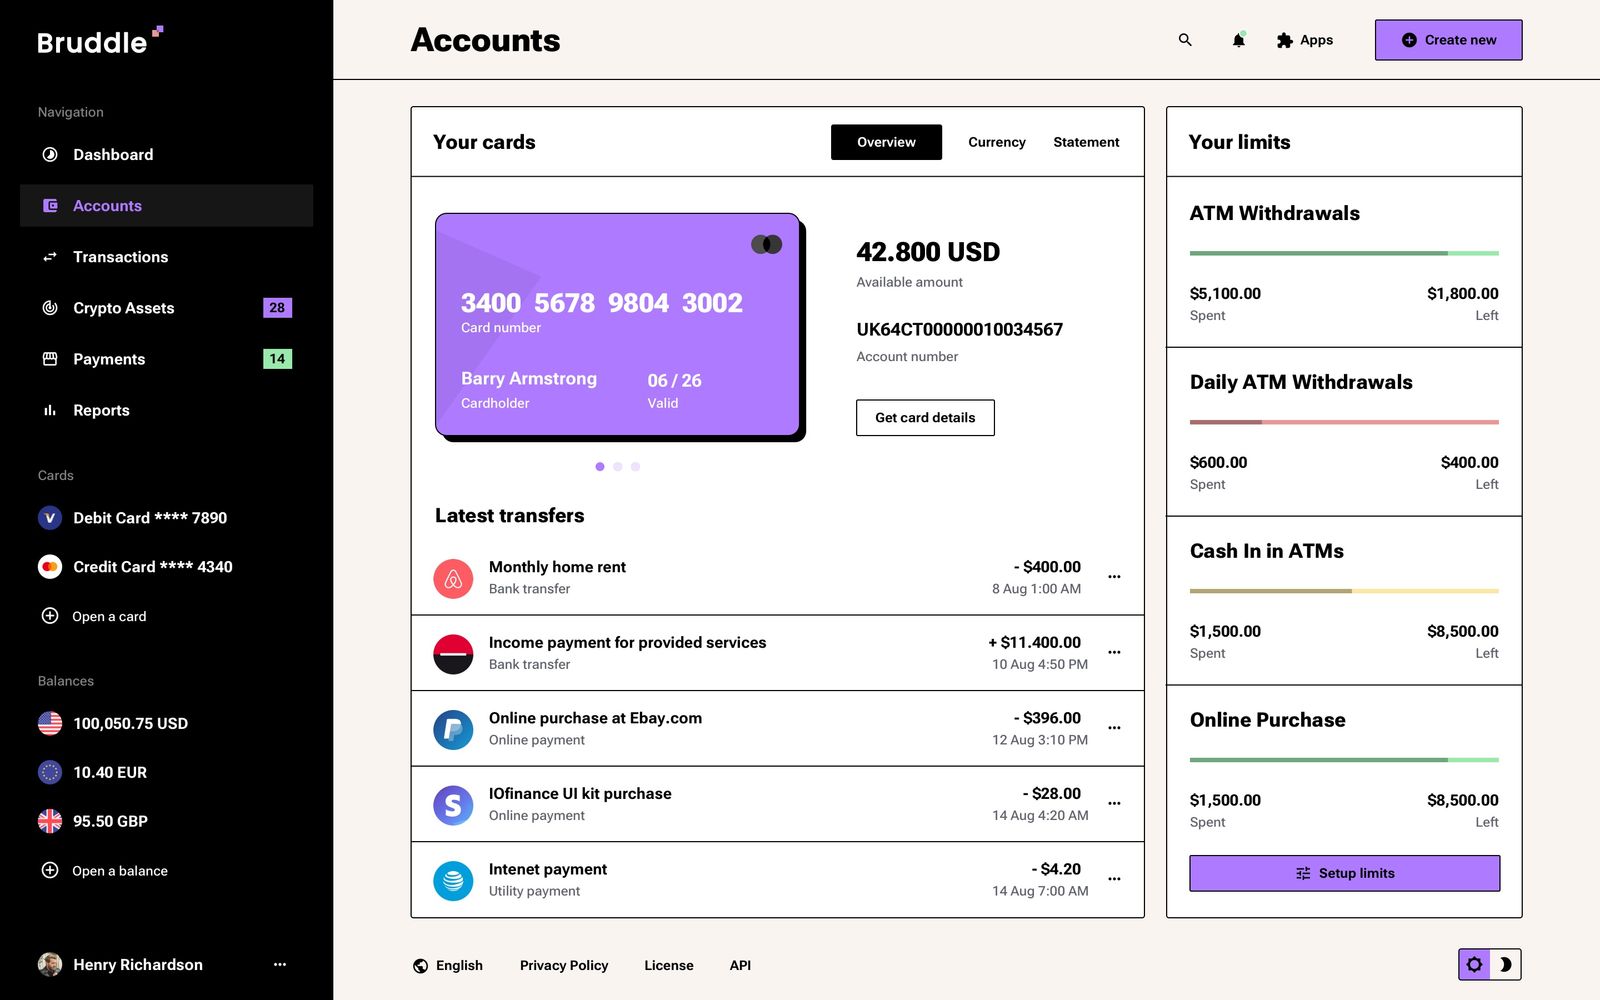 Bruddle
Navigation
Dashboard
Accounts
Transactions
Crypto Assets 28
Payments 14
Reports
Cards
V Debit Card **** 7890
Credit Card **** 4340
Open a card
Balances
100,050.75 USD
10.40 EUR
95.50 GBP
Open a balance
Henry Richardson ...
Accounts
Apps
Create new
Your cards
Overview Currency Statement
3400 5678 9804 3002
Card number
Barry Armstrong 06 / 26
Cardholder Valid
42.800 USD
Available amount
UK64CT00000010034567
Account number
Get card details
Latest transfers
Monthly home rent - $400.00
Bank transfer 8 Aug 1:00 AM
Income payment for provided services + $11.400.00
Bank transfer 10 Aug 4:50 PM
Online purchase at Ebay.com - $396.00
Online payment 12 Aug 3:10 PM
S IOfinance UI kit purchase - $28.00
Online payment 14 Aug 4:20 AM
Intenet payment - $4.20
Utility payment 14 Aug 7:00 AM
Your limits
ATM Withdrawals
$5,100.00 $1,800.00
Spent Left
Daily ATM Withdrawals
$600.00 $400.00
Spent Left
Cash In in ATMs
$1,500.00 $8,500.00
Spent Left
Online Purchase
$1,500.00 $8,500.00
Spent Left
Setup limits
English Privacy Policy License API